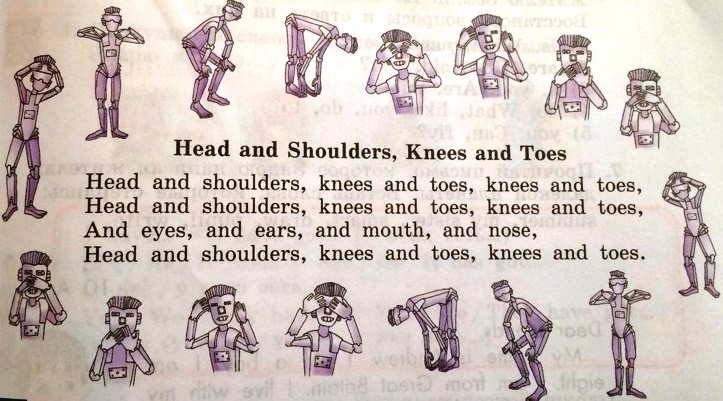 Head and Shoulders, Knees and Toes
Head and shoulders, knees and toes, knees and toes,
Head and shoulders, knees and toes, knees and toes,
And eyes, and ears, and mouth, and nose,
Head and shoulders, knees and toes, knees and toes.